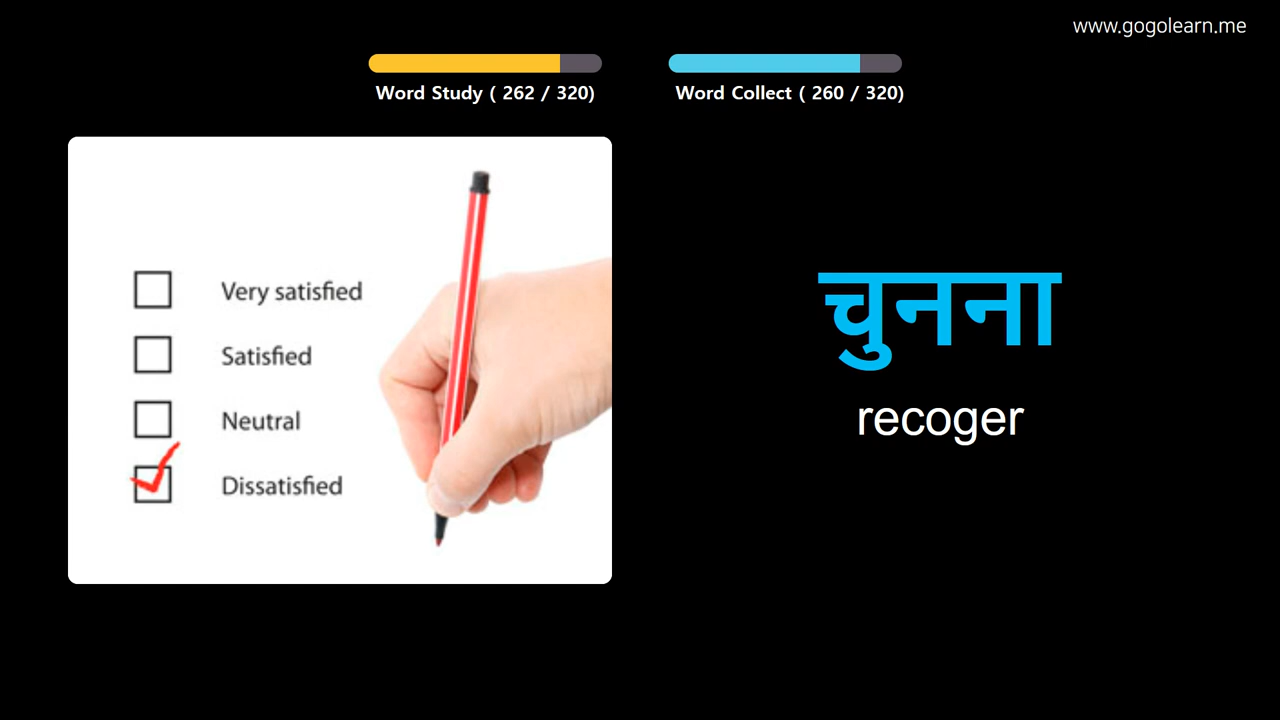 www.gogolearn.me
Word Study ( 262 / 320)
Word Collect ( 260 / 320)
Very satisfied
Satisfied
Neutral
Dissatisfied
चुनना
recoger